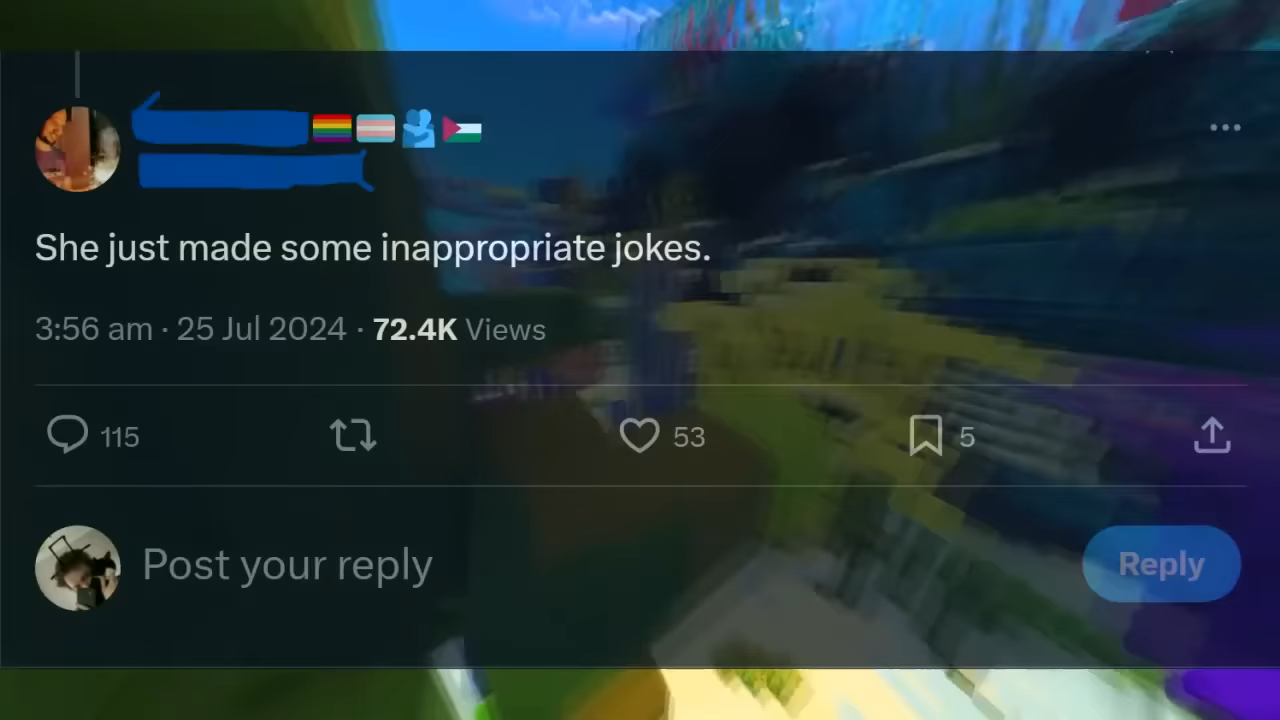 She just made some inappropriate jokes.
3:56 am · 25 Jul 2024 · 72.4K Views
115 53 5
Post your reply Reply